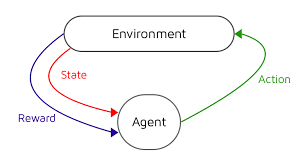 Environment
State
Action
Reward
Agent